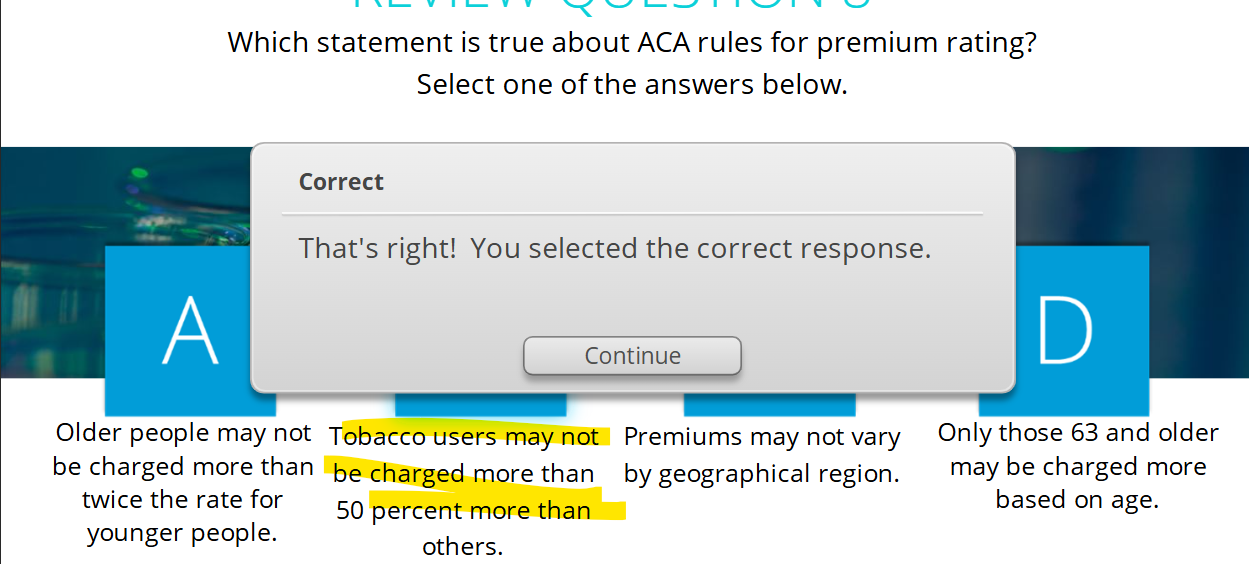 REVIEW QUESTION
Which statement is true about ACA rules for premium rating?
Select one of the answers below.
Correct
That's right! You selected the correct response.
Continue
A
D
Older people may not
be charged more than
twice the rate for
younger people.
Tobacco users may not
be charged more than
50 percent more than
others.
Premiums may not vary
by geographical region.
Only those 63 and older
may be charged more
based on age.